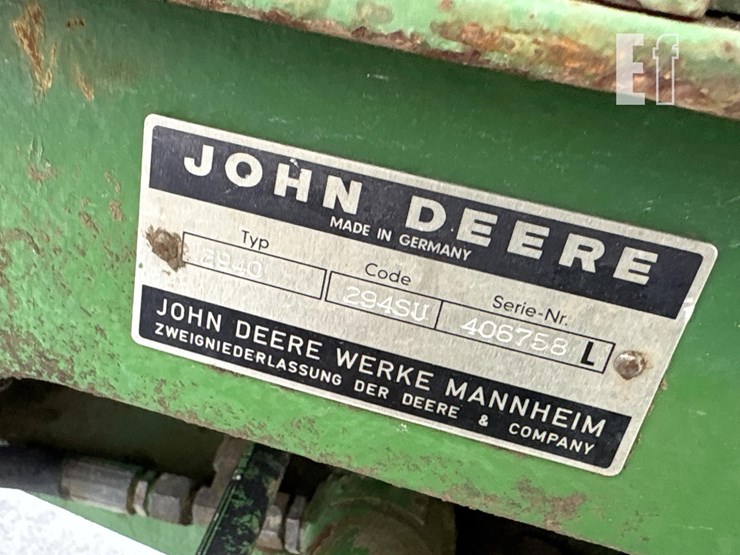 JOHN DEERE
MADE IN GERMANY
Typ Code Serie-Nr.
2940 294SU 406758 L
JOHN DEERE WERKE MANNHEIM
ZWEIGNIEDERLASSUNG DER DEERE & COMPANY
Ef